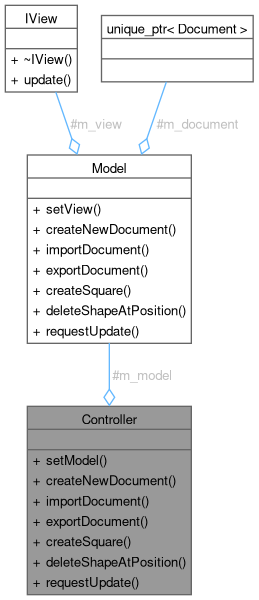 IView
+ ~IView()
+ update()
unique_ptr< Document >
#m_view
#m_document
Model
+ setView()
+ createNewDocument()
+ importDocument()
+ exportDocument()
+ createSquare()
+ deleteShapeAtPosition()
+ requestUpdate()
#m_model
Controller
+ setModel()
+ createNewDocument()
+ importDocument()
+ exportDocument()
+ createSquare()
+ deleteShapeAtPosition()
+ requestUpdate()